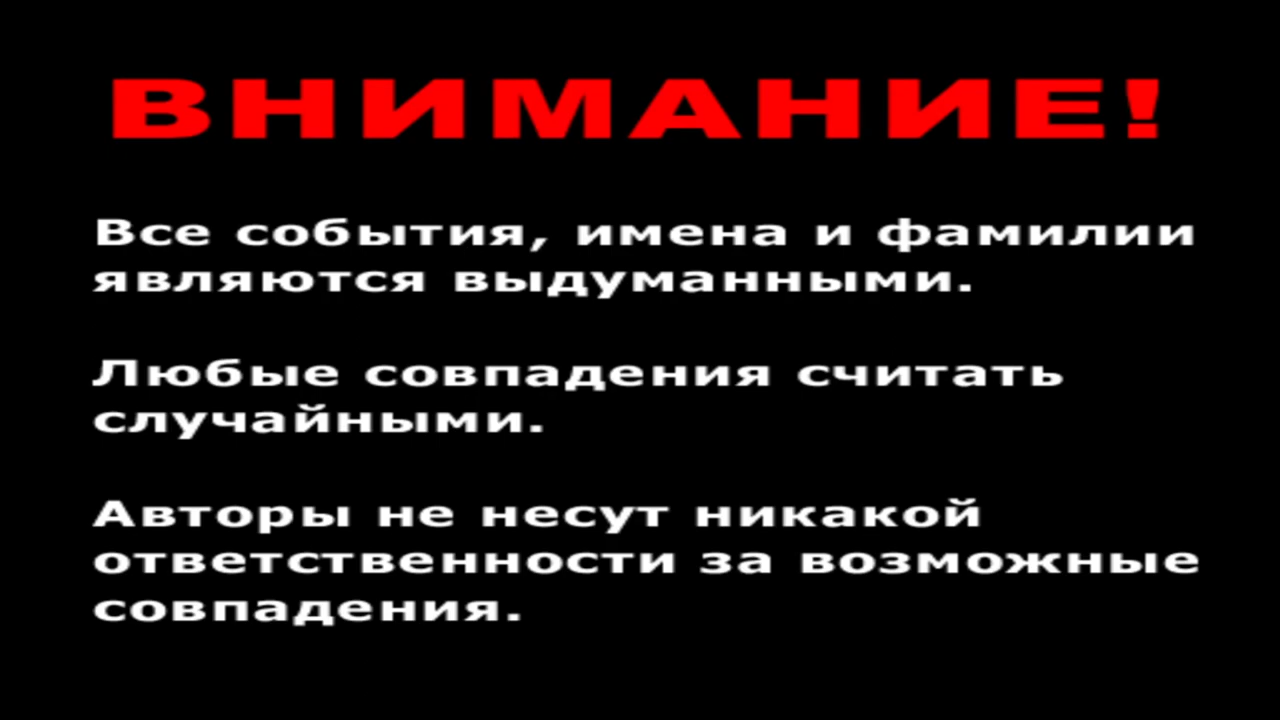 ВНИМАНИЕ!
Все события, имена и фамилии
являются выдуманными.
Любые совпадения считать
случайными.
Авторы не несут никакой
ответственности за возможные
совпадения.